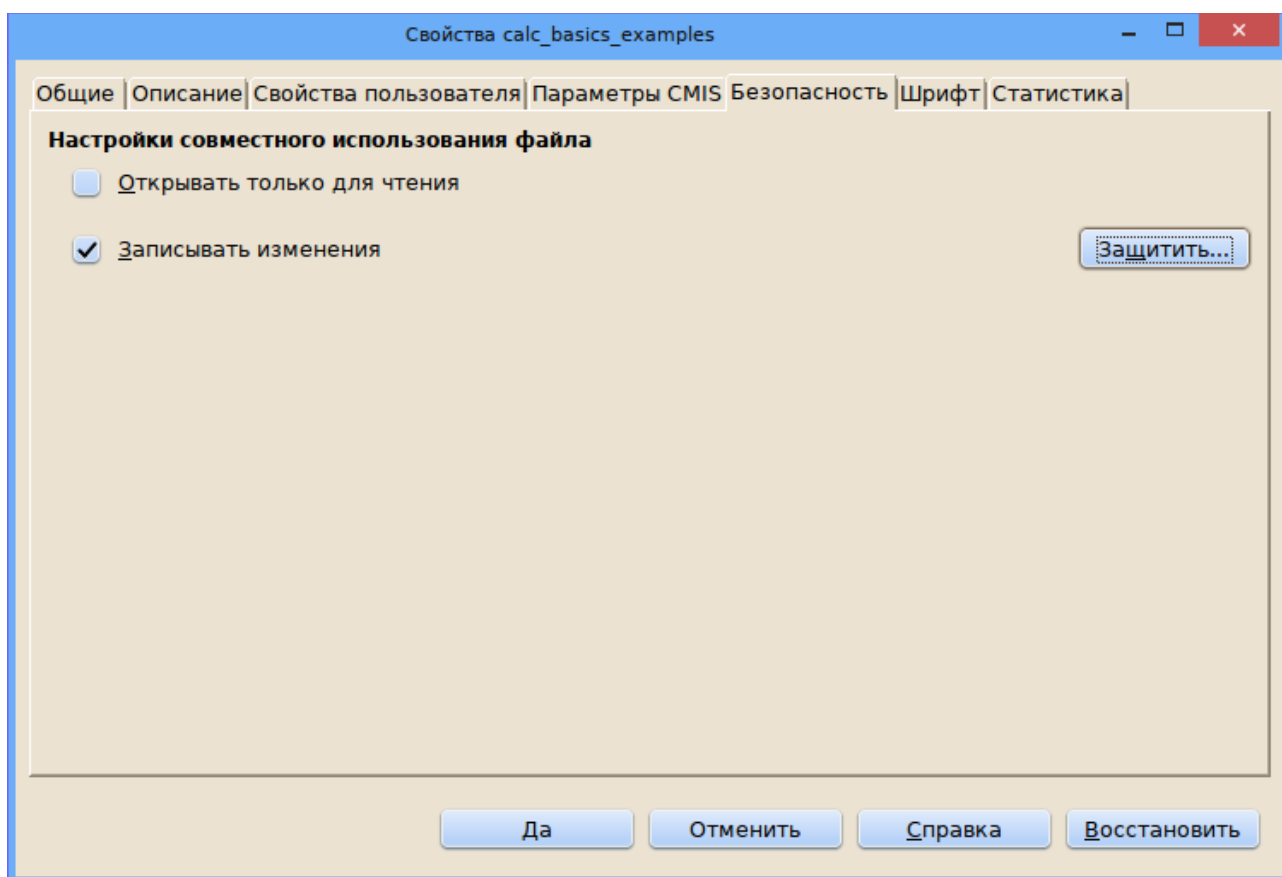 Свойства calc_basics_examples
Общие Описание Свойства пользователя Параметры CMIS Безопасность Шрифт Статистика
Настройки совместного использования файла
Открывать только для чтения
Записывать изменения Защитить...
Да Отменить Справка Восстановить